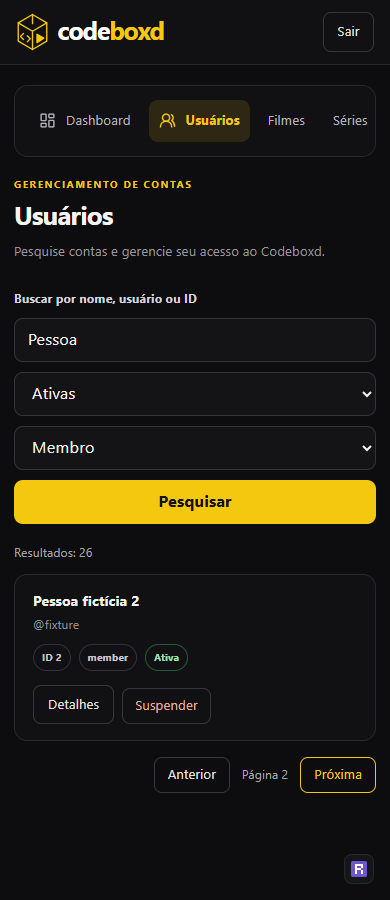 codeboxd
Sair
Dashboard Usuários Filmes Séries
GERENCIAMENTO DE CONTAS
Usuários
Pesquise contas e gerencie seu acesso ao Codeboxd.
Buscar por nome, usuário ou ID
Pessoa
Ativas
Membro
Pesquisar
Resultados: 26
Pessoa fictícia 2
@fixture
ID 2 member Ativa
Detalhes Suspender
Anterior Página 2 Próxima
R